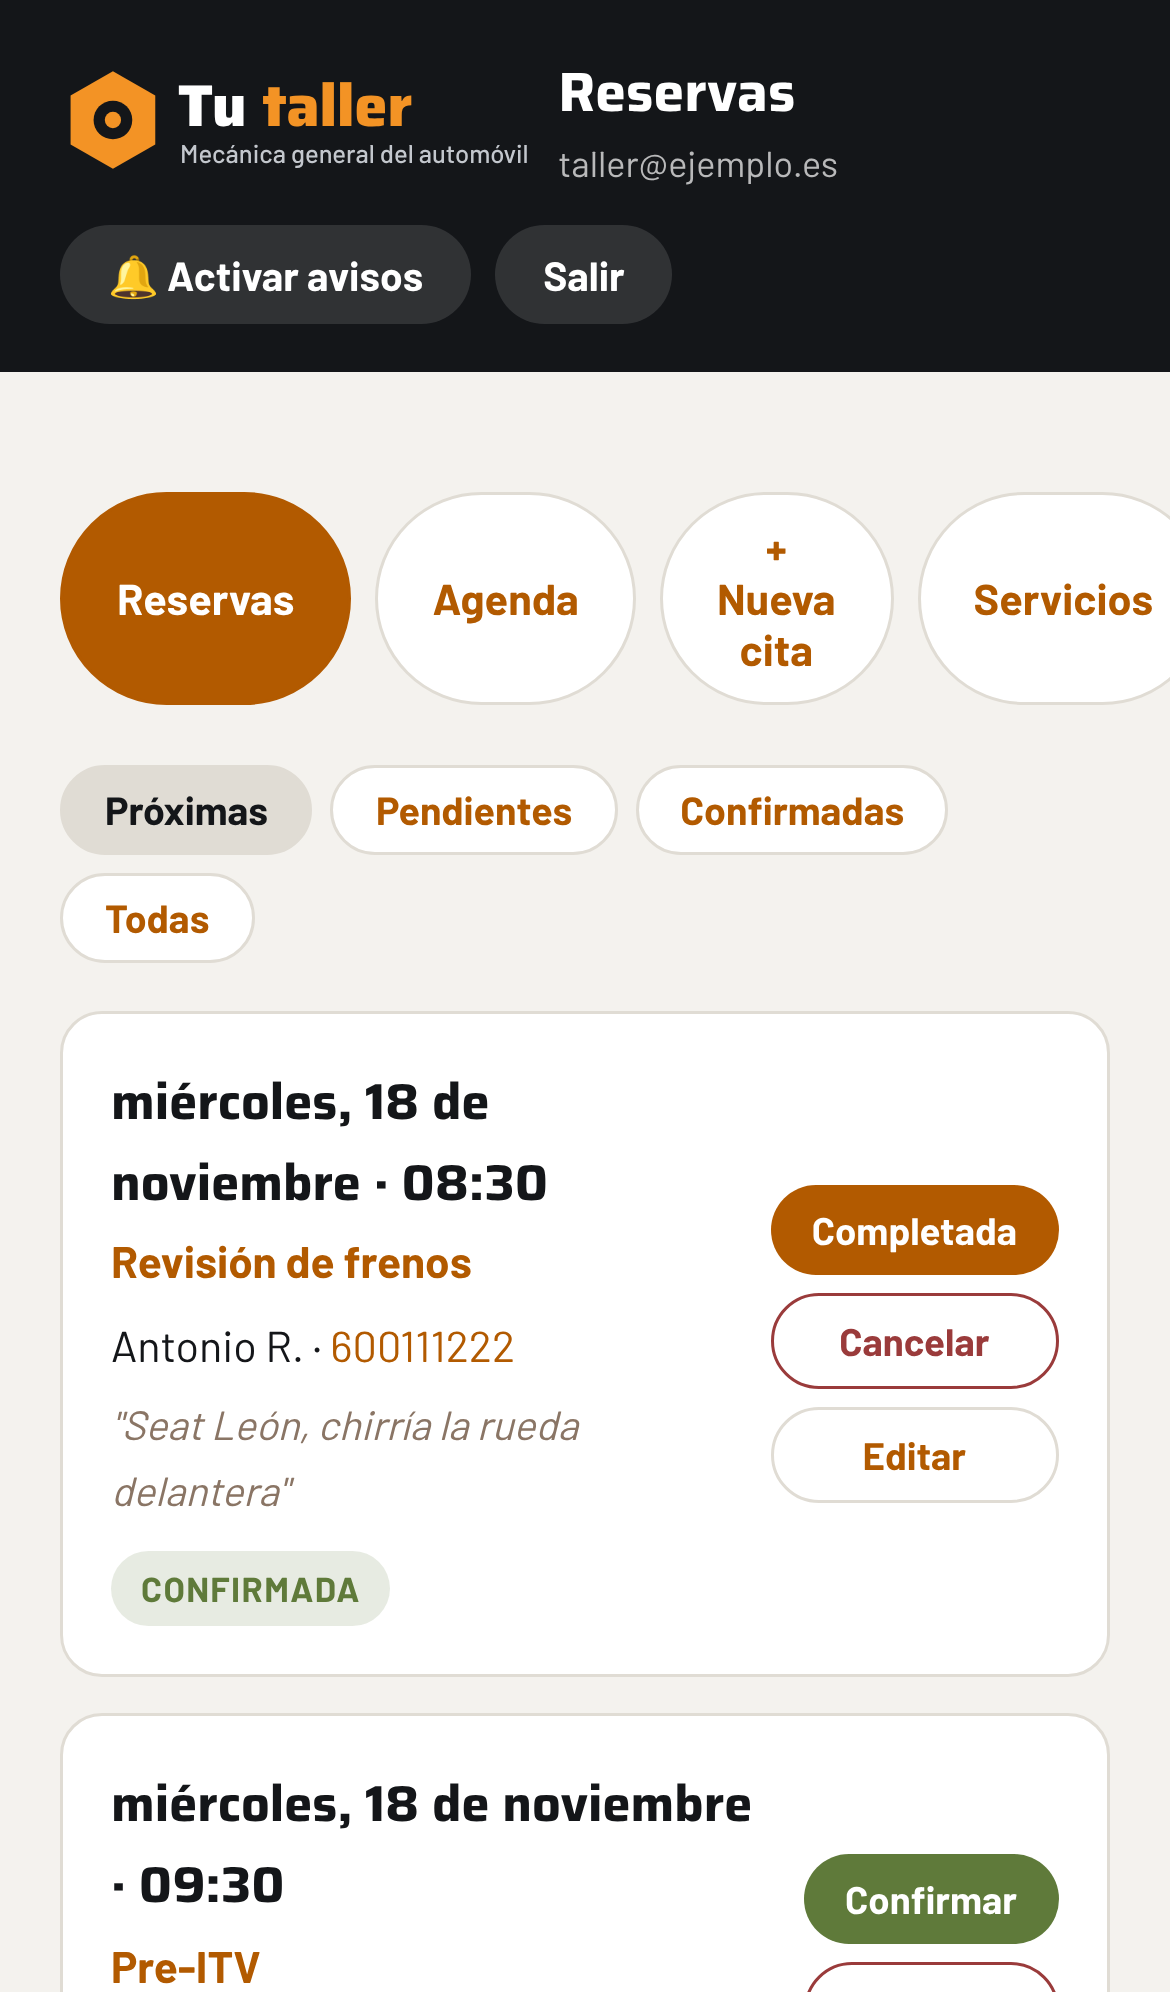 Tu taller
Mecánica general del automóvil
Reservas
taller@ejemplo.es
🔔 Activar avisos
Salir
Reservas
Agenda
+
Nueva
cita
Servicios
Próximas
Pendientes
Confirmadas
Todas
miércoles, 18 de
noviembre · 08:30
Revisión de frenos
Antonio R. · 600111222
"Seat León, chirría la rueda
delantera"
CONFIRMADA
Completada
Cancelar
Editar
miércoles, 18 de noviembre
· 09:30
Pre-ITV
Confirmar